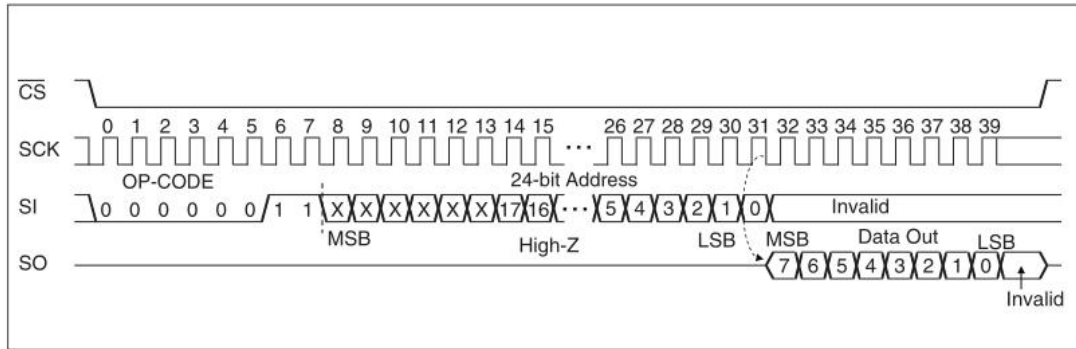 CS
0 1 2 3 4 5 6 7 8 9 10 11 12 13 14 15 ··· 26 27 28 29 30 31 32 33 34 35 36 37 38 39
SCK
OP-CODE 24-bit Address
SI 0 0 0 0 0 0 1 1 X X X X X X 17 16 ··· 5 4 3 2 1 0 Invalid
MSB High-Z LSB MSB Data Out LSB
SO 7 6 5 4 3 2 1 0
Invalid